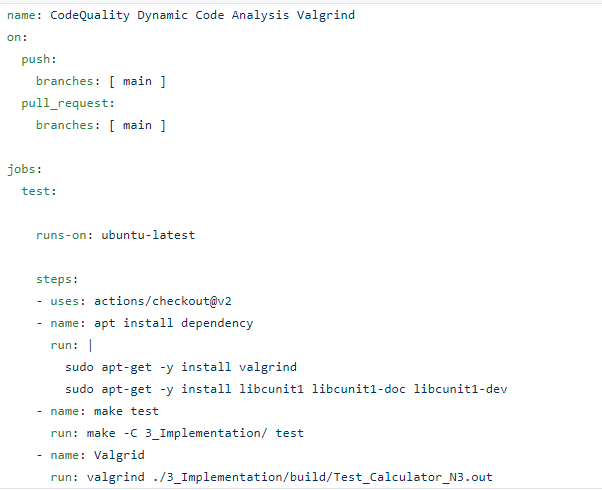 name: CodeQuality Dynamic Code Analysis Valgrind
on:
  push:
    branches: [ main ]
  pull_request:
    branches: [ main ]

jobs:
  test:

    runs-on: ubuntu-latest

    steps:
    - uses: actions/checkout@v2
    - name: apt install dependency
      run: |
        sudo apt-get -y install valgrind
        sudo apt-get -y install libcunit1 libcunit1-doc libcunit1-dev
    - name: make test
      run: make -C 3_Implementation/ test
    - name: Valgrid
      run: valgrind ./3_Implementation/build/Test_Calculator_N3.out